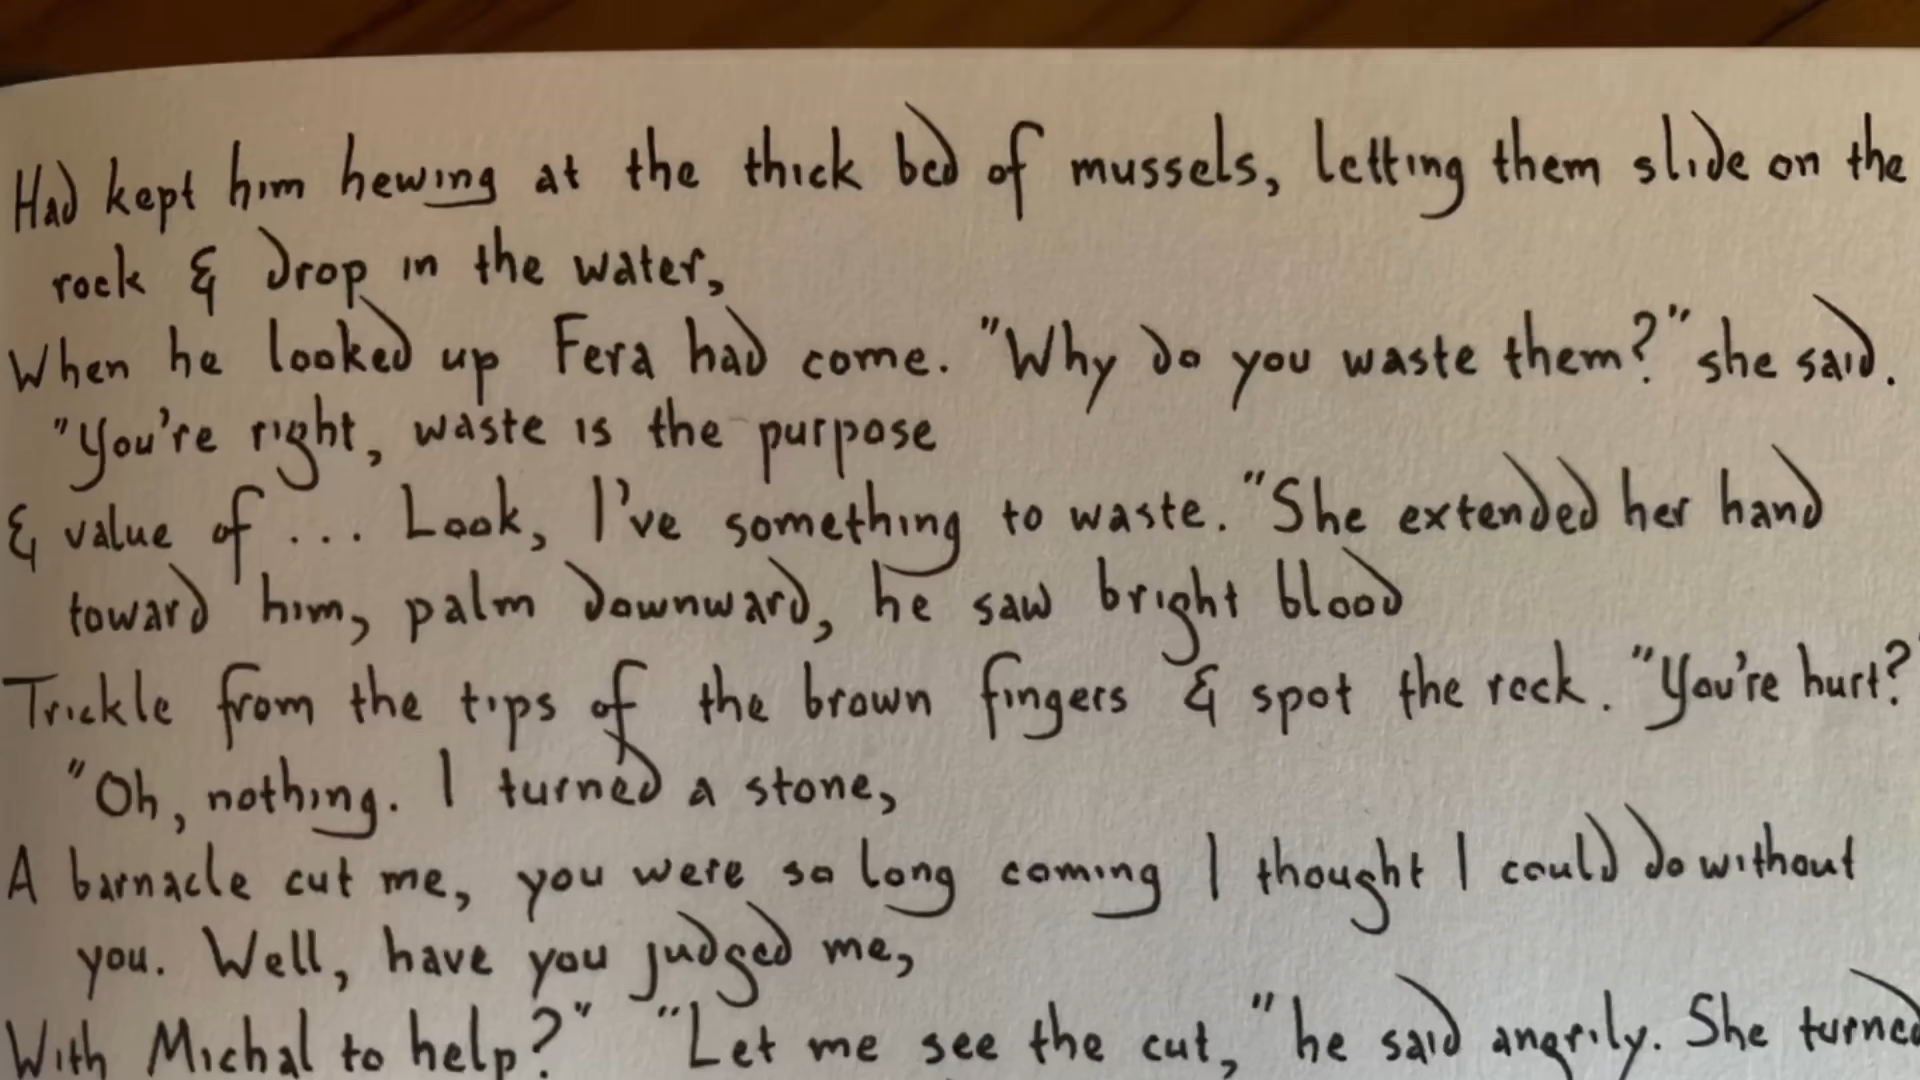 Had kept him hewing at the thick bed of mussels, letting them slide on the
rock & drop in the water,
When he looked up Fera had come. "Why do you waste them?" she said.
"You're right, waste is the purpose
& value of ... Look, I've something to waste. "She extended her hand
toward him, palm downward, he saw bright blood
Trickle from the tips of the brown fingers & spot the rock. "You're hurt?"
"Oh, nothing. I turned a stone,
A barnacle cut me, you were so long coming I thought I could do without
you. Well, have you judged me,
With Michal to help?" "Let me see the cut," he said angrily. She turned